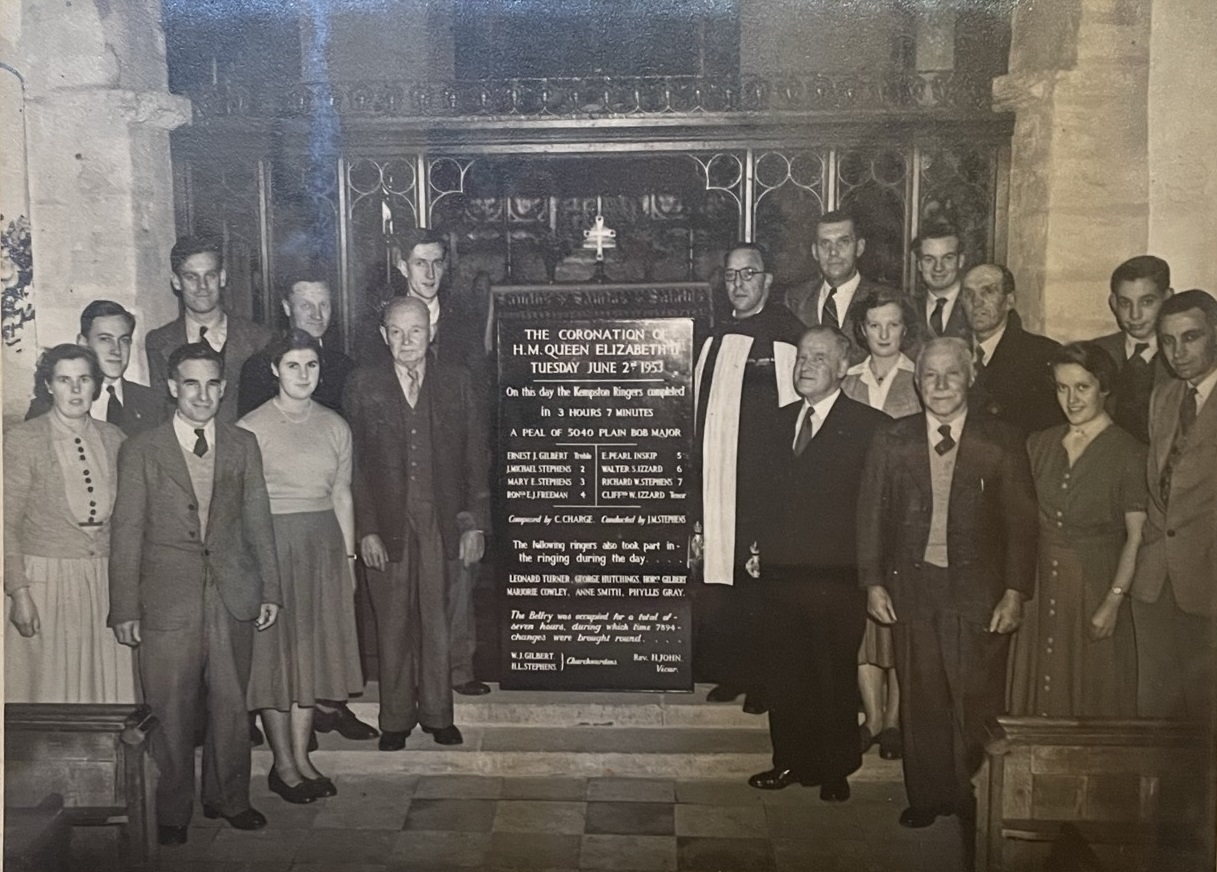 Sanctus Sanctus Sanctus
THE CORONATION OF
H.M. QUEEN ELIZABETH II
TUESDAY JUNE 2ND 1953
On this day the Kempston Ringers completed
in 3 HOURS 7 MINUTES
A PEAL OF 5040 PLAIN BOB MAJOR
ERNEST J. GILBERT Treble E. PEARL INSKIP 5
J. MICHAEL STEPHENS 2 WALTER S. IZZARD 6
MARY E. STEPHENS 3 RICHARD W. STEPHENS 7
RONLD E.J. FREEMAN 4 CLIFFRD W. IZZARD Tenor
Composed by C. CHARGE. Conducted by J.M. STEPHENS
The following ringers also took part in -
the ringing during the day. . . . .
LEONARD TURNER, GEORGE HUTCHINGS, GILBERT
MARJORIE COWLEY, ANNE SMITH, PHYLLIS GRAY.
The Belfry was occupied for a total of -
seven hours, during which time 7894 -
changes were brought round. . . . .
W.J. GILBERT. Rev. H. JOHN.
H.L. STEPHENS. Churchwardens Vicar.